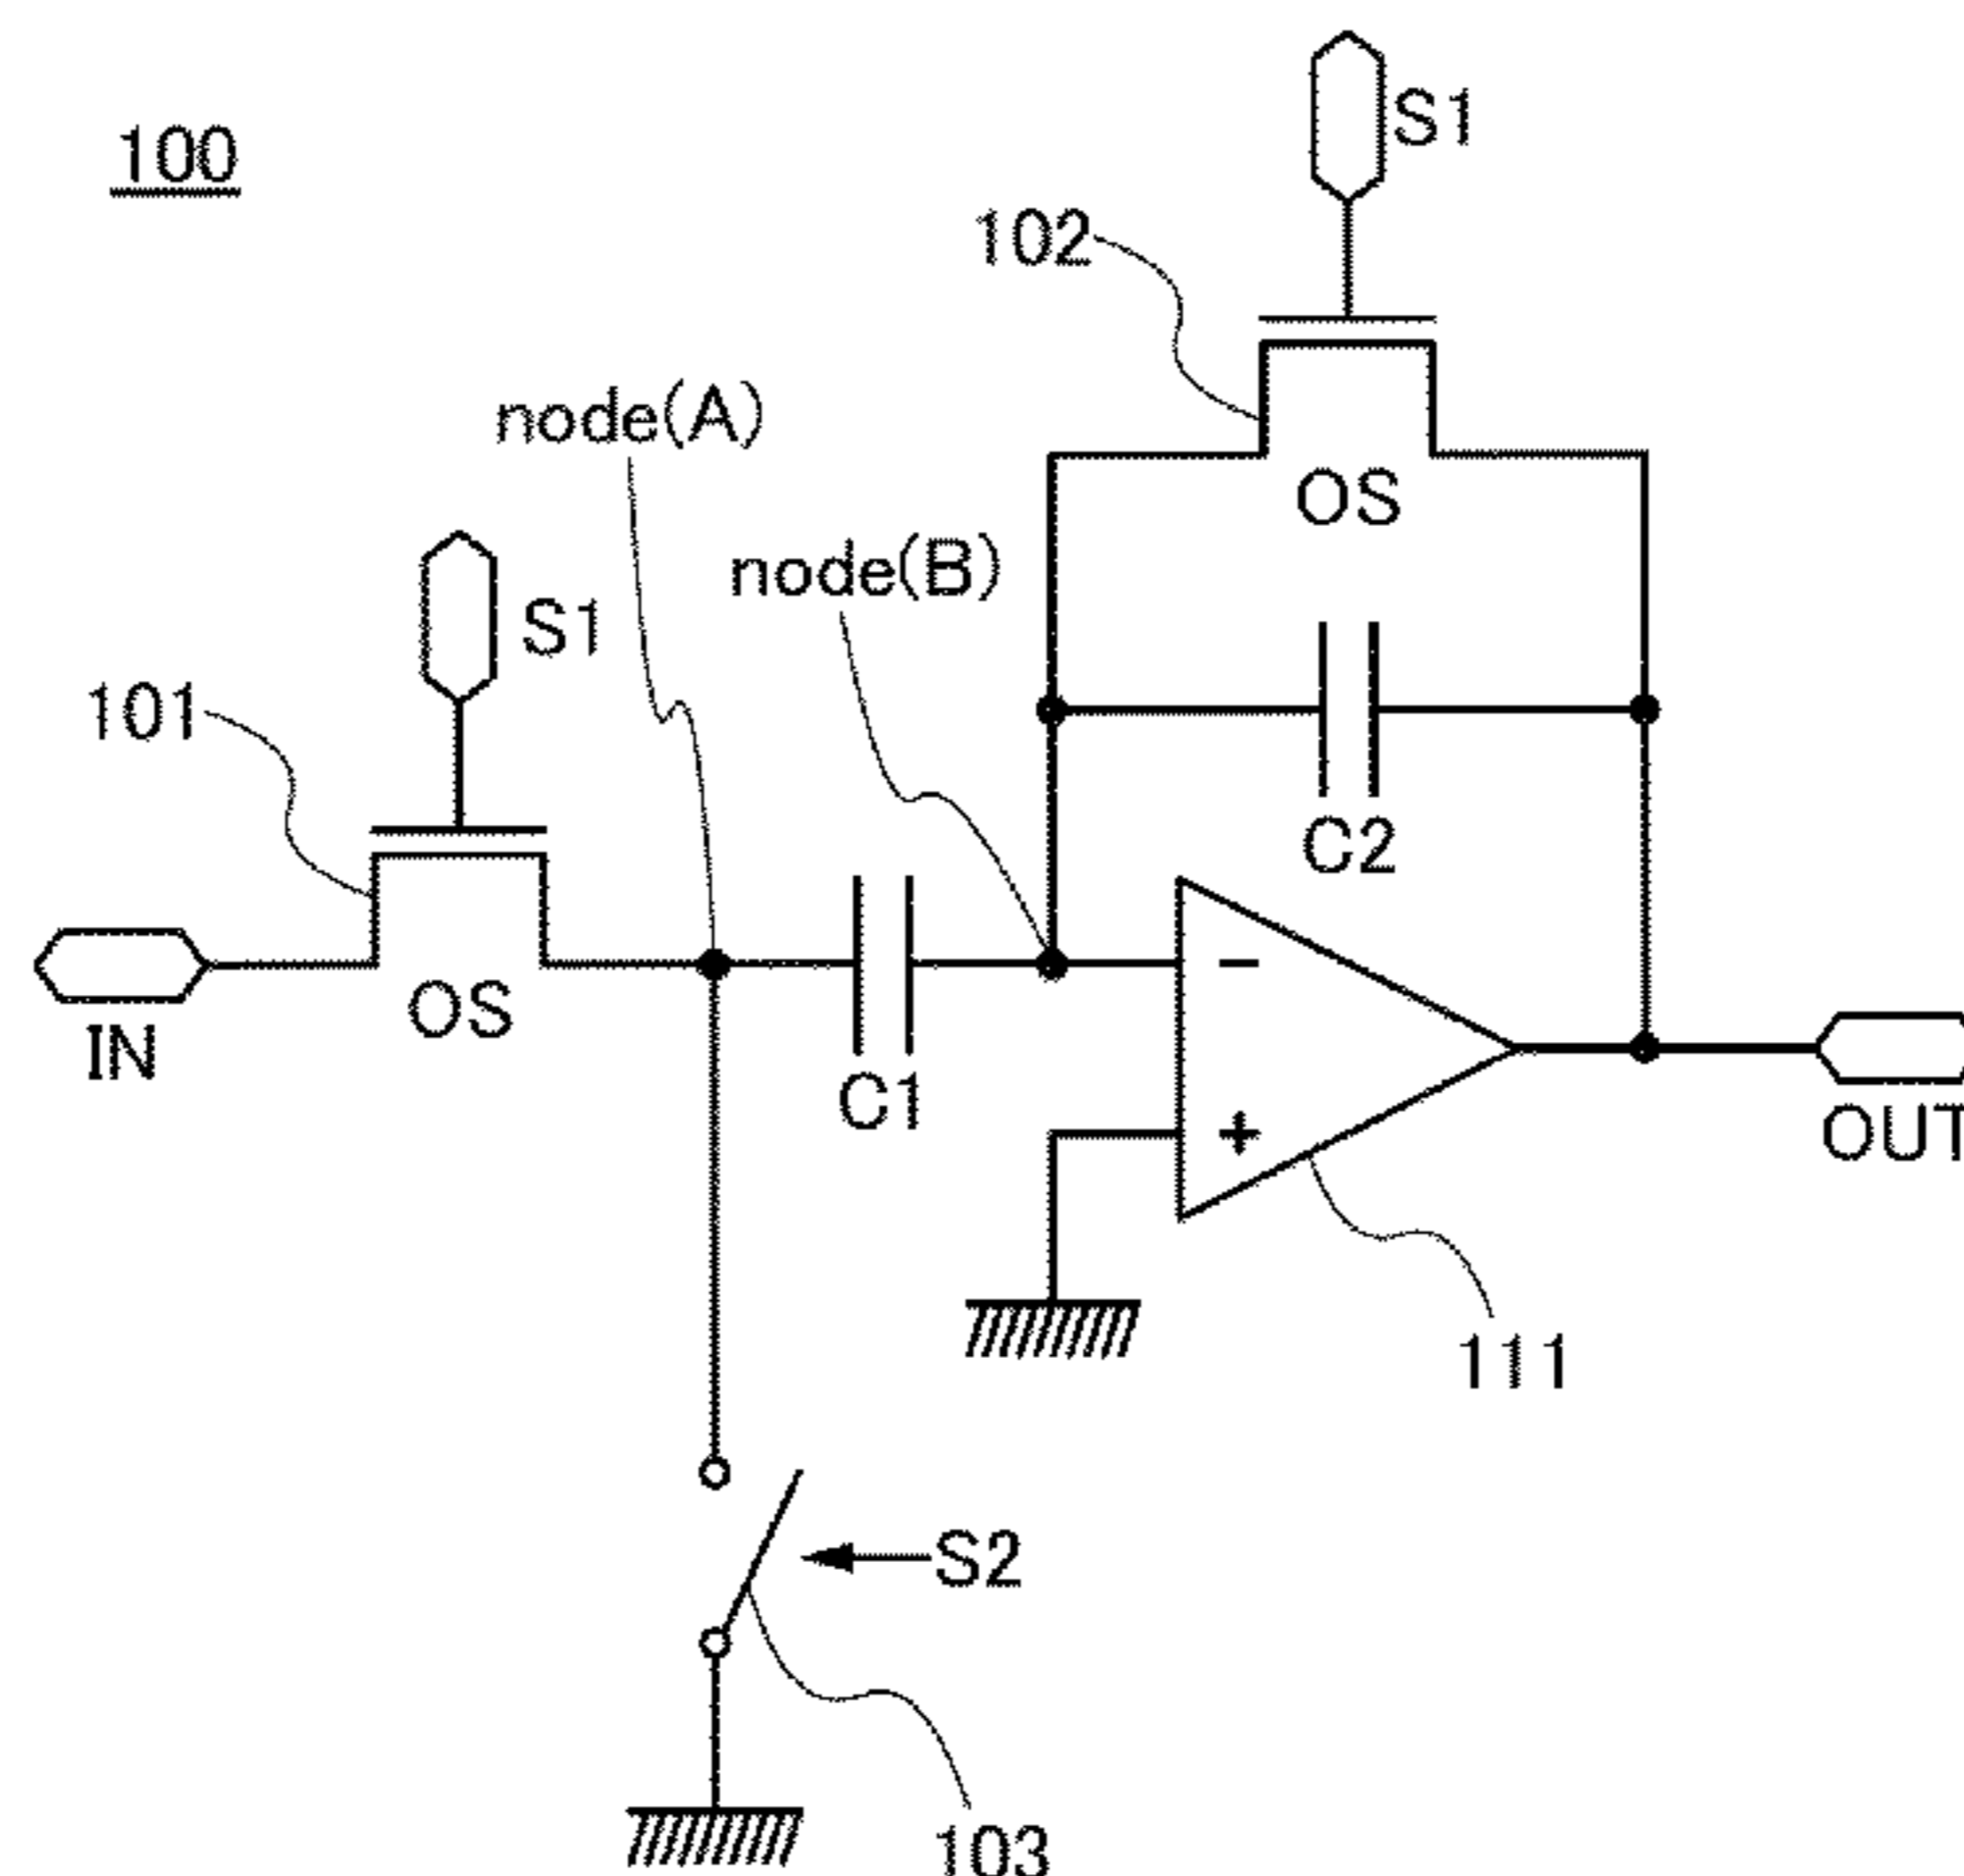 100
S1
102
node(A)
OS
node(B)
S1
101
C2
IN
OS
C1
-
+
OUT
111
S2
103